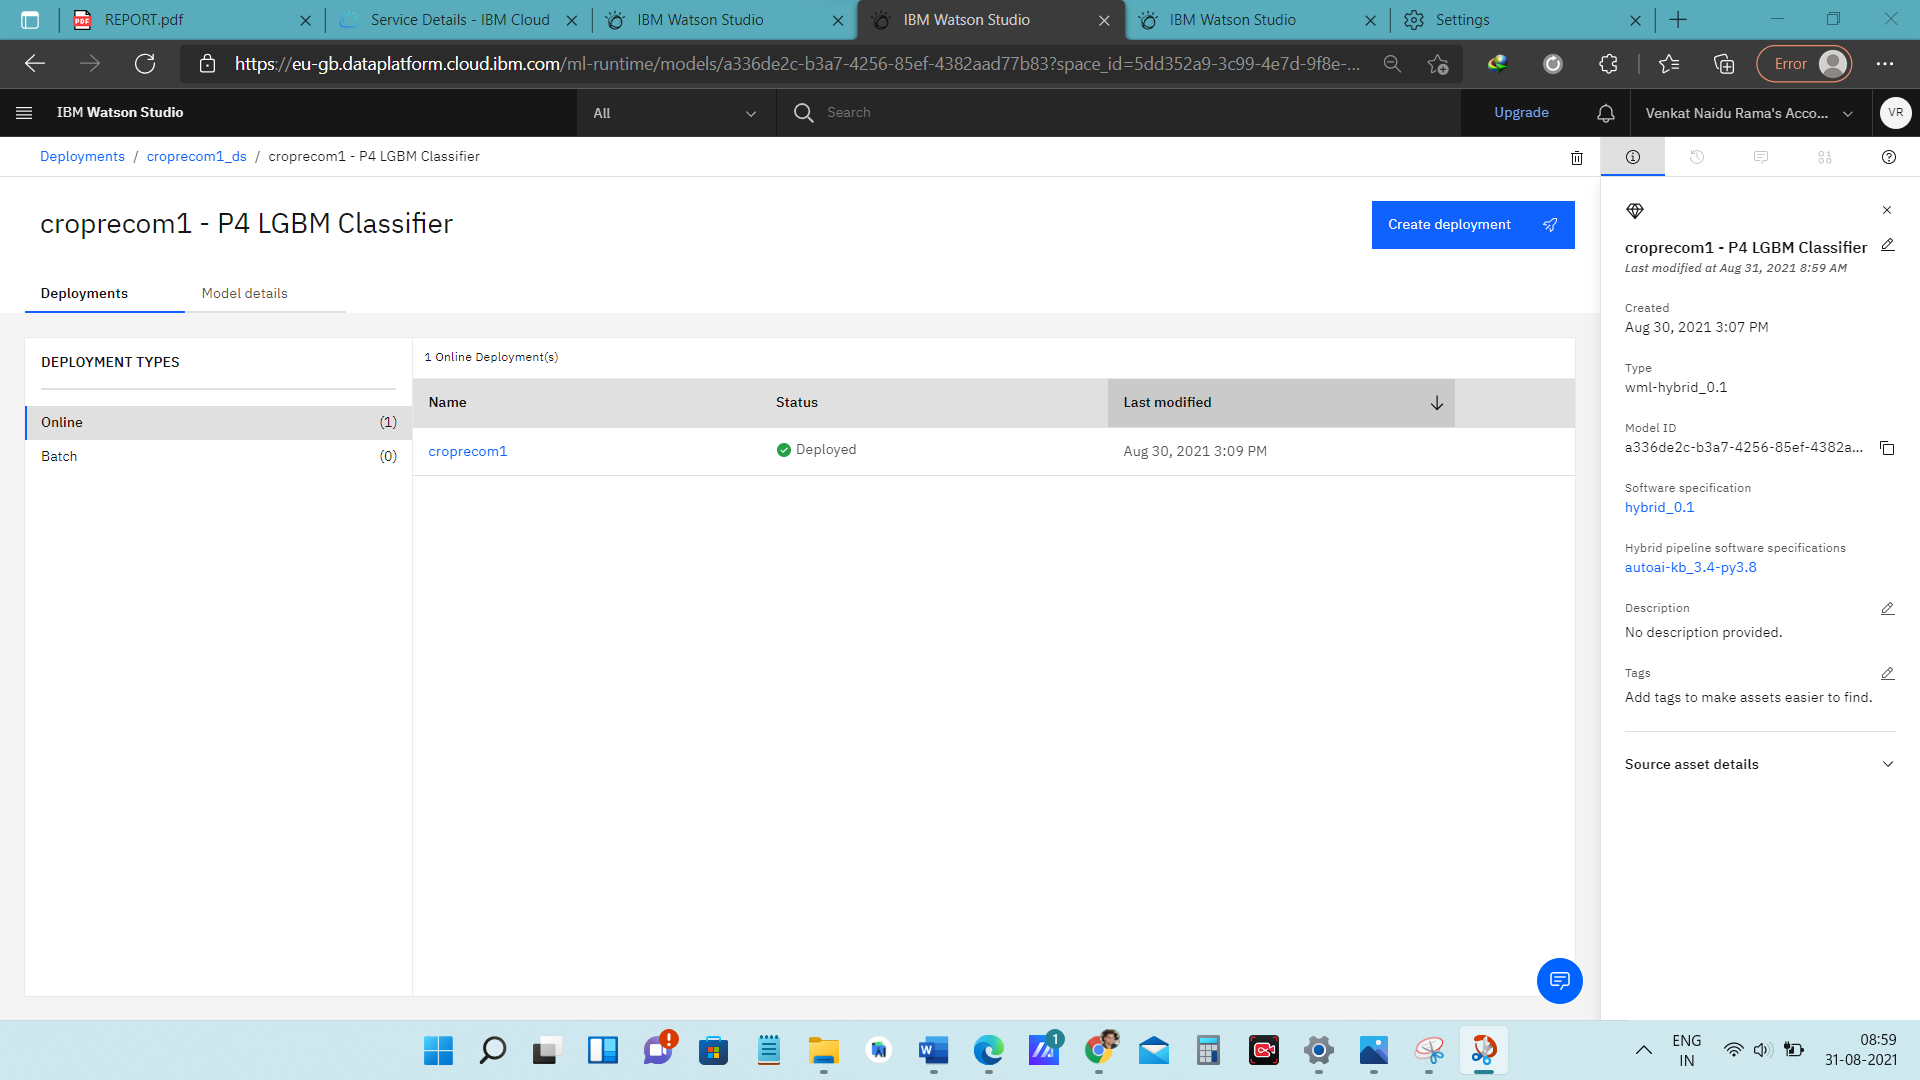 REPORT.pdf
Service Details - IBM Cloud
IBM Watson Studio
IBM Watson Studio
IBM Watson Studio
Settings
https://eu-gb.dataplatform.cloud.ibm.com/ml-runtime/models/a336de2c-b3a7-4256-85ef-4382aad77b83?space_id=5dd352a9-3c99-4e7d-9f8e-...
Error
IBM Watson Studio
All
Search
Upgrade
Venkat Naidu Rama's Acco...
VR
Deployments / croprecom1_ds / croprecom1 - P4 LGBM Classifier
croprecom1 - P4 LGBM Classifier
Create deployment
Deployments
Model details
DEPLOYMENT TYPES
Online (1)
Batch (0)
1 Online Deployment(s)
Name Status Last modified
croprecom1 Deployed Aug 30, 2021 3:09 PM
croprecom1 - P4 LGBM Classifier
Last modified at Aug 31, 2021 8:59 AM
Created
Aug 30, 2021 3:07 PM
Type
wml-hybrid_0.1
Model ID
a336de2c-b3a7-4256-85ef-4382a...
Software specification
hybrid_0.1
Hybrid pipeline software specifications
autoai-kb_3.4-py3.8
Description
No description provided.
Tags
Add tags to make assets easier to find.
Source asset details
1
ENG
IN
08:59
31-08-2021